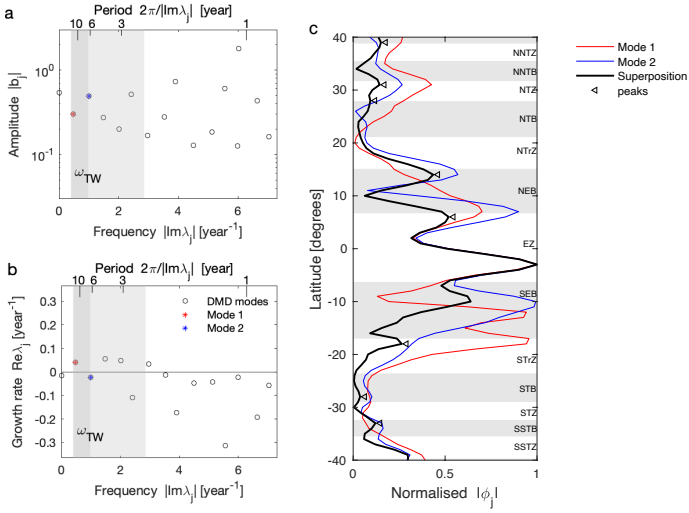 a
Period 2π/|Imλj| [year]
10 6 3 1
Amplitude |bj|
10^0
10^-1
ωTW
0 2 4 6
Frequency |Imλj| [year^-1]
b
Period 2π/|Imλj| [year]
10 6 3 1
Growth rate Reλj [year^-1]
0.3
0.2
0.1
0
-0.1
-0.2
-0.3
DMD modes
Mode 1
Mode 2
ωTW
0 2 4 6
Frequency |Imλj| [year^-1]
c
Latitude [degrees]
40
30
20
10
0
-10
-20
-30
-40
NNTZ
NNTB
NTZ
NTB
NTrZ
NEB
EZ
SEB
STrZ
STB
STZ
SSTB
SSTZ
0 0.5 1
Normalised |ϕj|
Mode 1
Mode 2
Superposition
peaks